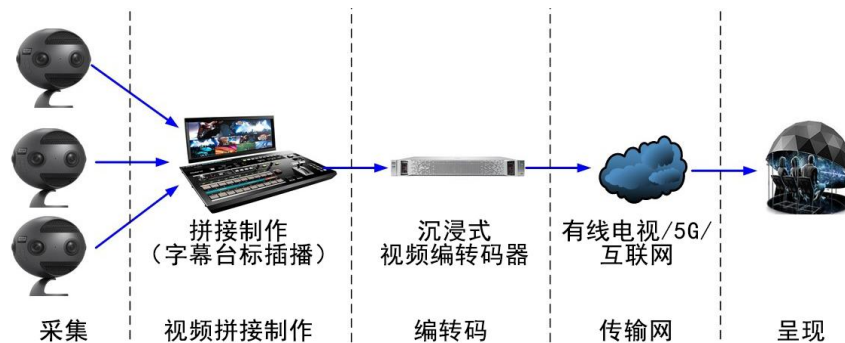 拼接制作
（字幕台标插播）
沉浸式
视频编转码器
有线电视/5G/
互联网
采集
视频拼接制作
编转码
传输网
呈现